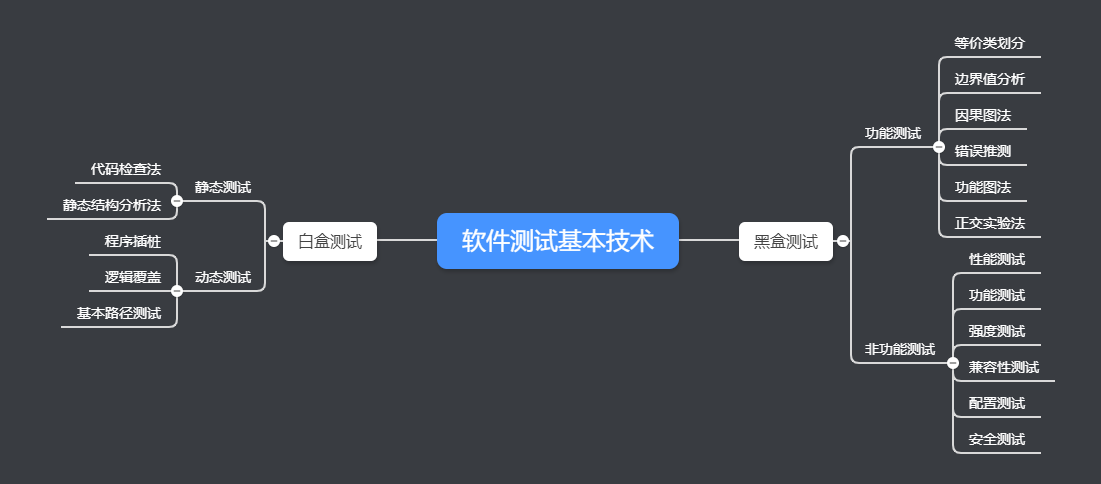 软件测试基本技术
白盒测试
静态测试
代码检查法
静态结构分析法
动态测试
程序插桩
逻辑覆盖
基本路径测试
黑盒测试
功能测试
等价类划分
边界值分析
因果图法
错误推测
功能图法
正交实验法
非功能测试
性能测试
功能测试
强度测试
兼容性测试
配置测试
安全测试